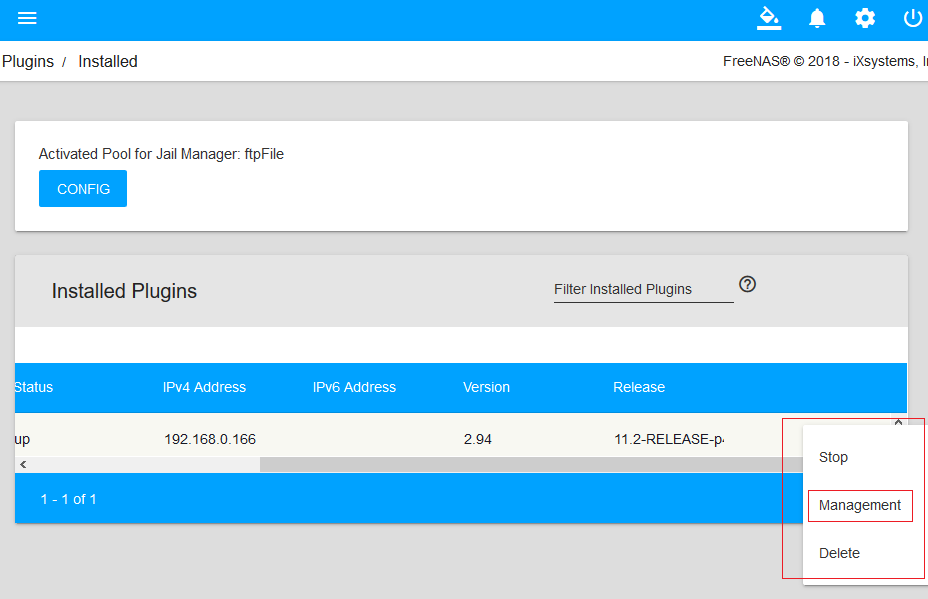 Plugins / Installed
FreeNAS® © 2018 - iXsystems, I
Activated Pool for Jail Manager: ftpFile
CONFIG
Installed Plugins
Filter Installed Plugins
Status IPv4 Address IPv6 Address Version Release
up 192.168.0.166 2.94 11.2-RELEASE-p
Stop
1 - 1 of 1
Management
Delete